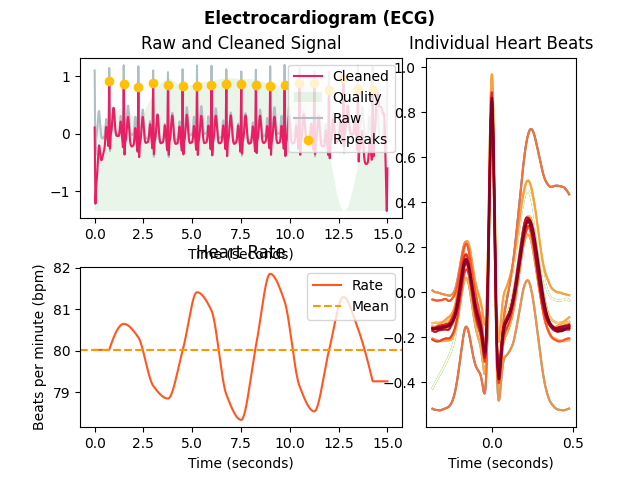 Electrocardiogram (ECG)
Raw and Cleaned Signal
Cleaned
Quality
Raw
R-peaks
1
0
−1
0.0 2.5 5.0 7.5 10.0 12.5 15.0
Time (seconds)
Heart Rate
Rate
Mean
82
81
80
79
Beats per minute (bpm)
0.0 2.5 5.0 7.5 10.0 12.5 15.0
Time (seconds)
Individual Heart Beats
1.0
0.8
0.6
0.4
0.2
0.0
−0.2
−0.4
0.0 0.5
Time (seconds)